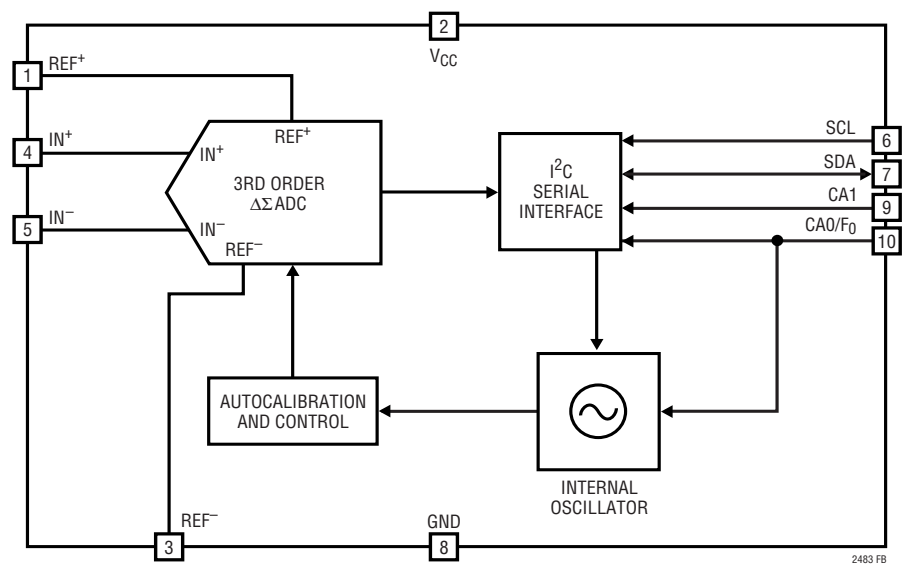 2
V_CC
1
REF⁺
REF⁺
4
IN⁺
IN⁺
3RD ORDER
ΔΣ ADC
5
IN⁻
IN⁻
REF⁻
I²C
SERIAL
INTERFACE
SCL
6
SDA
7
CA1
9
CA0/F₀
10
AUTOCALIBRATION
AND CONTROL
INTERNAL
OSCILLATOR
REF⁻
3
GND
8
2483 FB